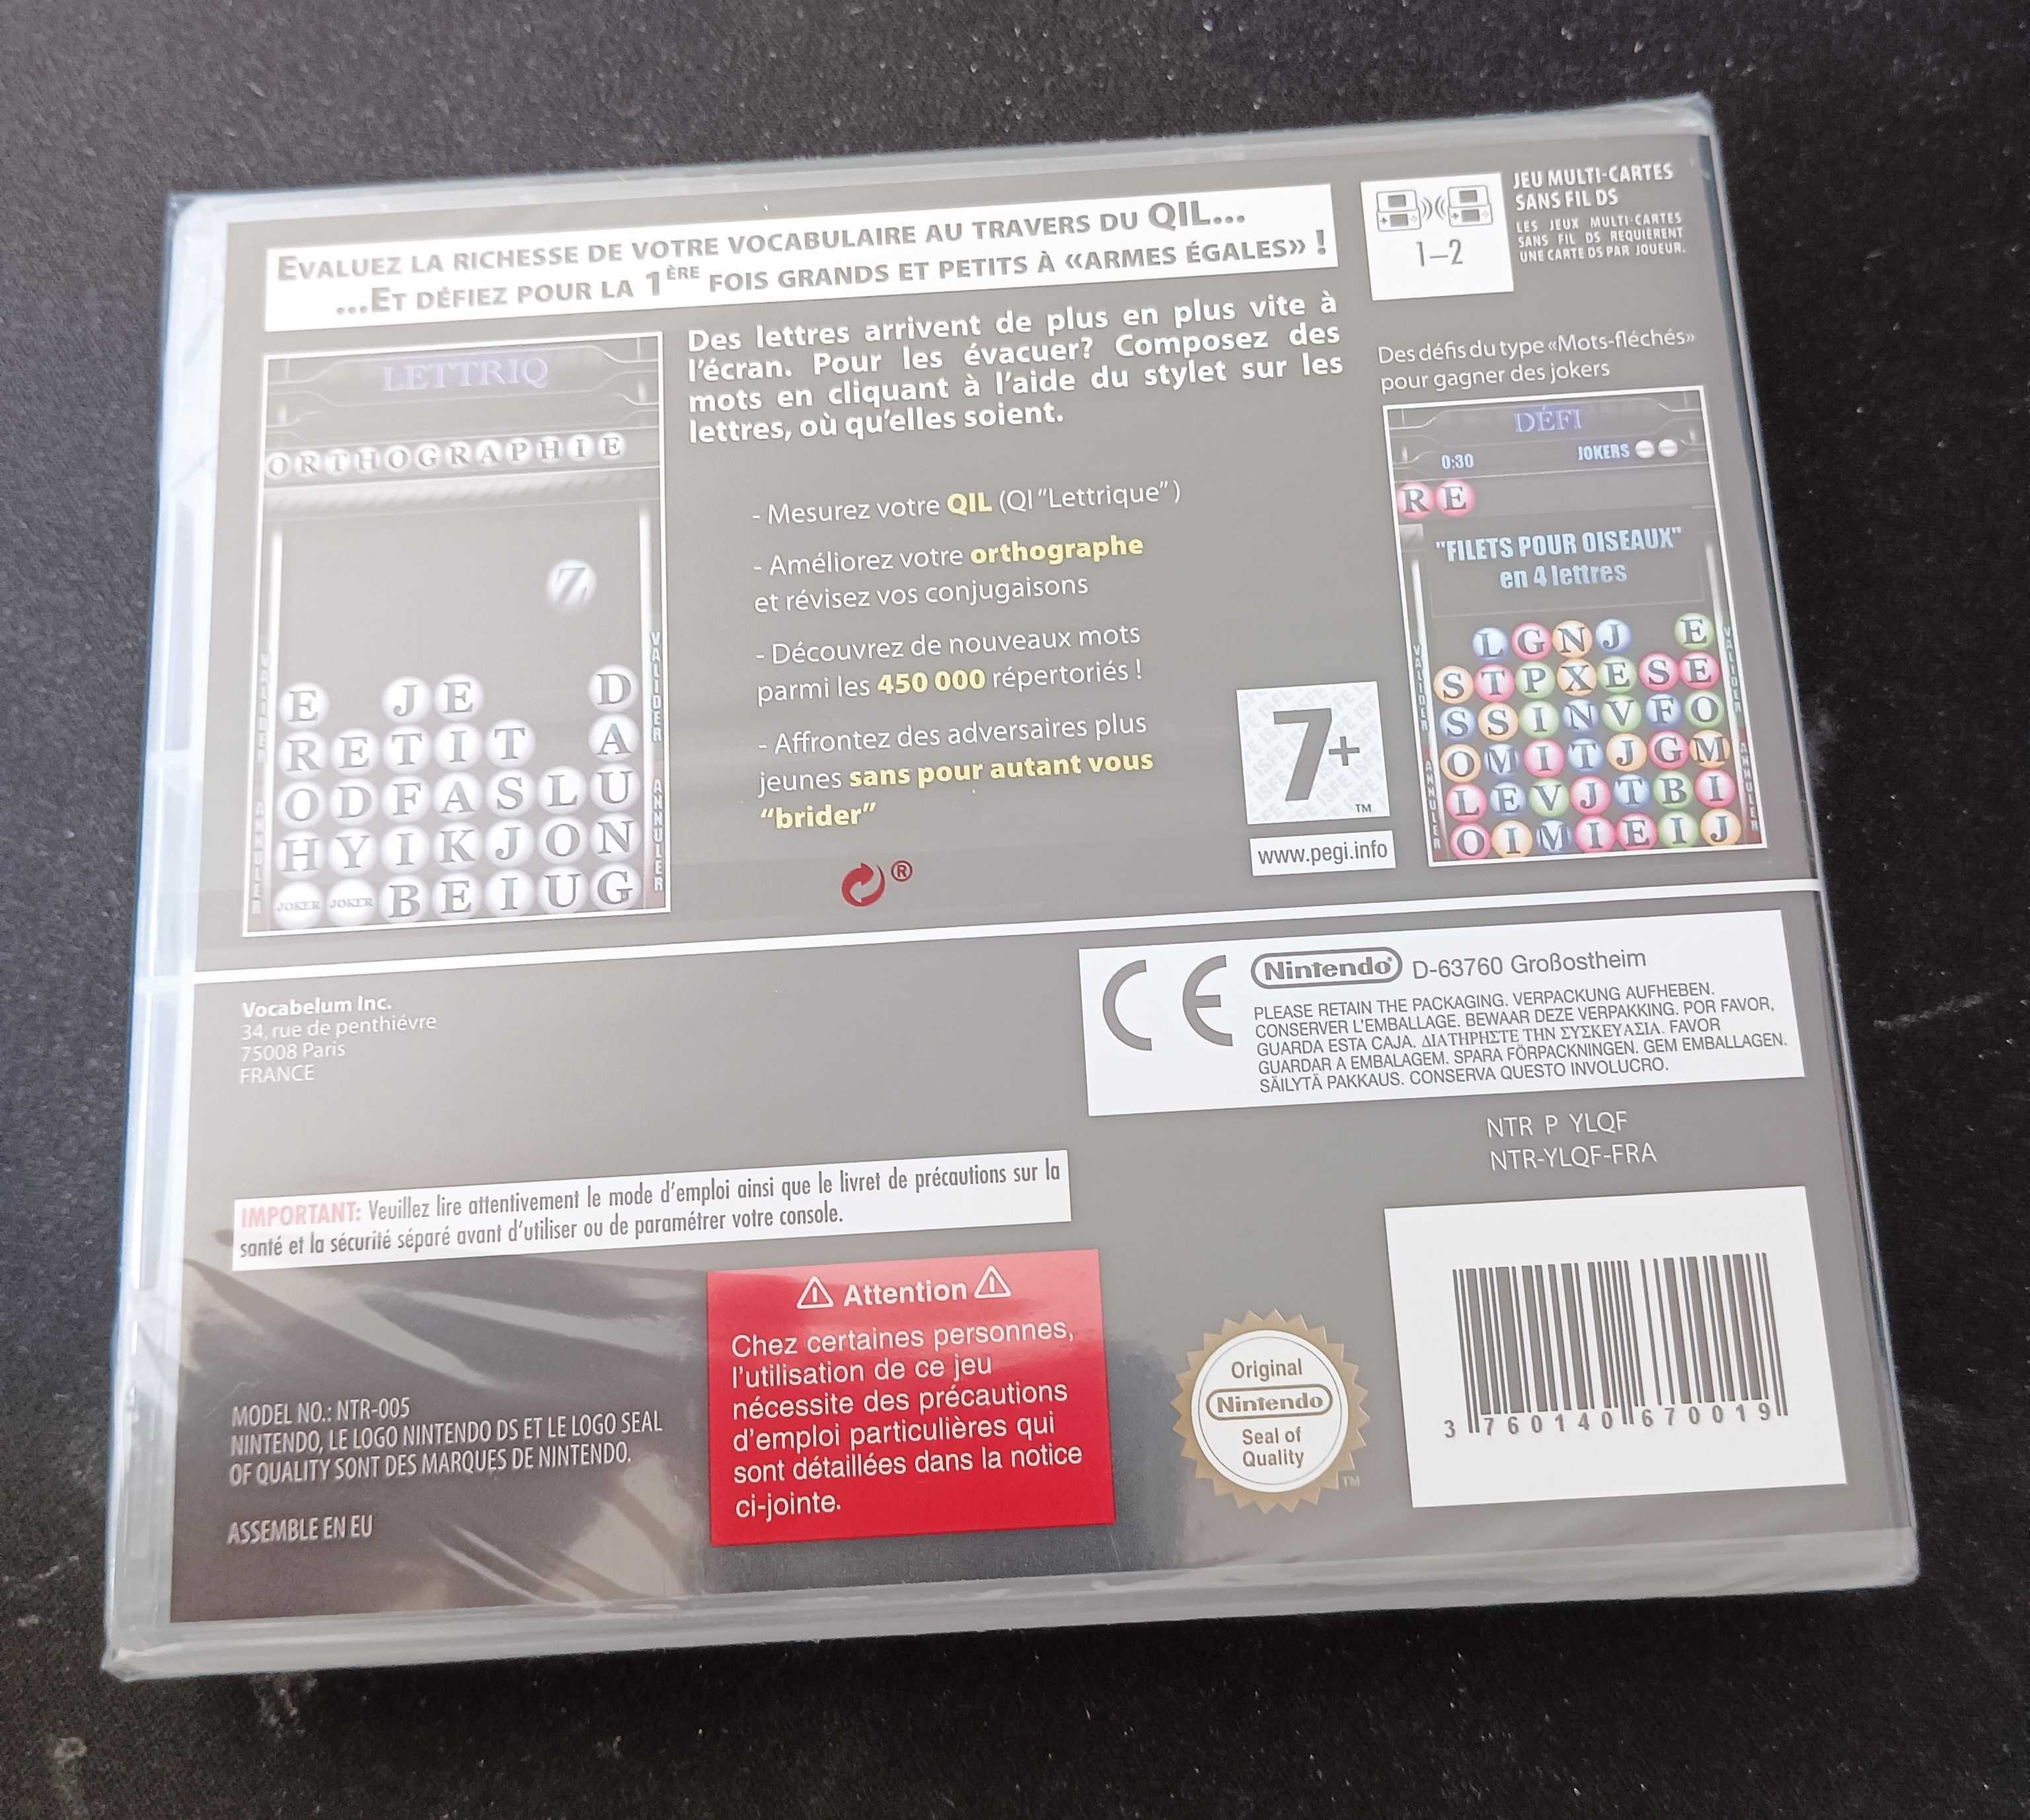 EVALUEZ LA RICHESSE DE VOTRE VOCABULAIRE AU TRAVERS DU QIL...
...ET DÉFIEZ POUR LA 1ÈRE FOIS GRANDS ET PETITS À «ARMES ÉGALES» !
1-2
JEU MULTI-CARTES
SANS FIL DS
LES JEUX MULTI-CARTES
SANS FIL DS REQUIERENT
UNE CARTE DS PAR JOUEUR.
LETTRIQ
ORTHOGRAPHIE
Z
E J E D
R E T I T A
O D F A S L U
H Y I K J O N
JOKER JOKER B E I U G
VALIDER
ANNULER
VALIDER
ANNULER
Des lettres arrivent de plus en plus vite à
l'écran. Pour les évacuer? Composez des
mots en cliquant à l'aide du stylet sur les
lettres, où qu'elles soient.
- Mesurez votre QIL (QI "Lettrique")
- Améliorez votre orthographe
et révisez vos conjugaisons
- Découvrez de nouveaux mots
parmi les 450 000 répertoriés !
- Affrontez des adversaires plus
jeunes sans pour autant vous
"brider"
®
7+
TM
www.pegi.info
Des défis du type «Mots-fléchés»
pour gagner des jokers
DÉFI
0:30 JOKERS
R E
"FILETS POUR OISEAUX"
en 4 lettres
L G N J E
S T P X E S E
S S I N V F O
O M I T J G M
L E V J T B I
O I M I E I J
VALIDER
ANNULER
VALIDER
ANNULER
Vocabelum Inc.
34, rue de penthiévre
75008 Paris
FRANCE
CE
Nintendo® D-63760 Großostheim
PLEASE RETAIN THE PACKAGING. VERPACKUNG AUFHEBEN.
CONSERVER L'EMBALLAGE. BEWAAR DEZE VERPAKKING. POR FAVOR,
GUARDA ESTA CAJA. ΔΙΑΤΗΡΗΣΤΕ ΤΗΝ ΣΥΣΚΕΥΑΣΙΑ. FAVOR
GUARDAR A EMBALAGEM. SPARA FÖRPACKNINGEN. GEM EMBALLAGEN.
SÄILYTÄ PAKKAUS. CONSERVA QUESTO INVOLUCRO.
NTR P YLQF
NTR-YLQF-FRA
IMPORTANT: Veuillez lire attentivement le mode d'emploi ainsi que le livret de précautions sur la
santé et la sécurité séparé avant d'utiliser ou de paramétrer votre console.
MODEL NO.: NTR-005
NINTENDO, LE LOGO NINTENDO DS ET LE LOGO SEAL
OF QUALITY SONT DES MARQUES DE NINTENDO.
ASSEMBLE EN EU
Attention
Chez certaines personnes,
l'utilisation de ce jeu
nécessite des précautions
d'emploi particulières qui
sont détaillées dans la notice
ci-jointe.
Original
Nintendo
Seal of
Quality
TM
3 760140 670019